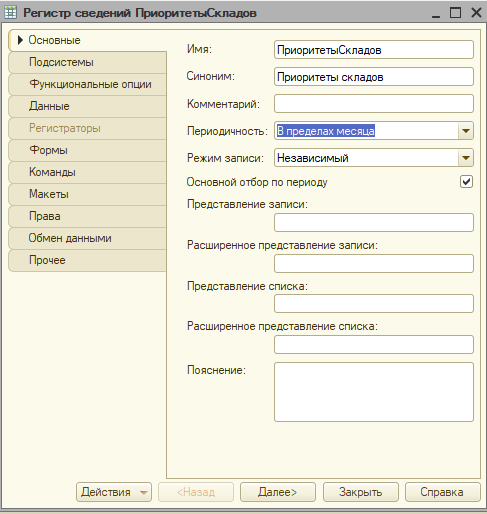 Регистр сведений ПриоритетыСкладов
Основные
Подсистемы
Функциональные опции
Данные
Регистраторы
Формы
Команды
Макеты
Права
Обмен данными
Прочее
Имя: ПриоритетыСкладов
Синоним: Приоритеты складов
Комментарий:
Периодичность: В пределах месяца
Режим записи: Независимый
Основной отбор по периоду
Представление записи:
Расширенное представление записи:
Представление списка:
Расширенное представление списка:
Пояснение:
Действия <Назад Далее> Закрыть Справка